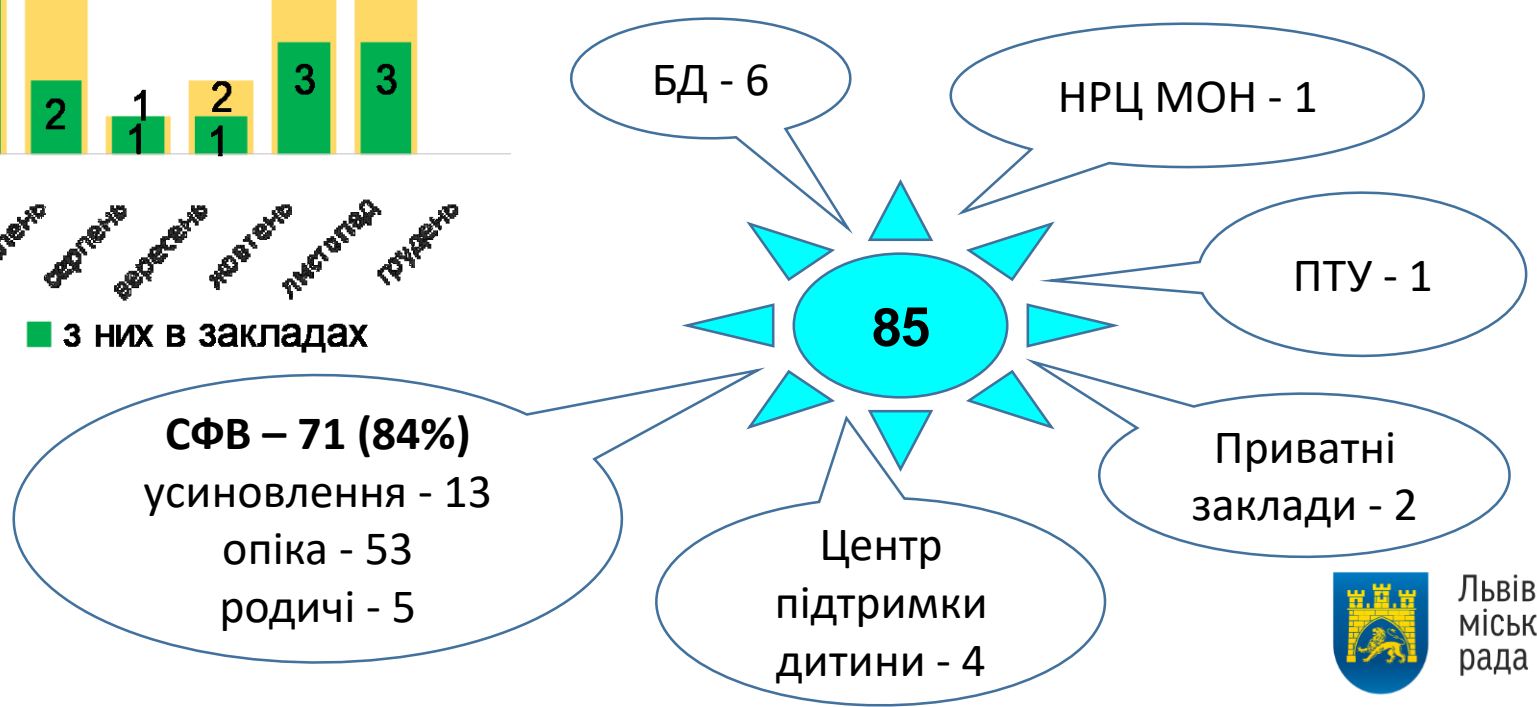 2
1
1
2
1
3
3
серпень
вересень
жовтень
листопад
грудень
з них в закладах
БД - 6
НРЦ МОН - 1
ПТУ - 1
85
СФВ – 71 (84%)
усиновлення - 13
опіка - 53
родичі - 5
Центр
підтримки
дитини - 4
Приватні
заклади - 2
Львів
міськ
рада